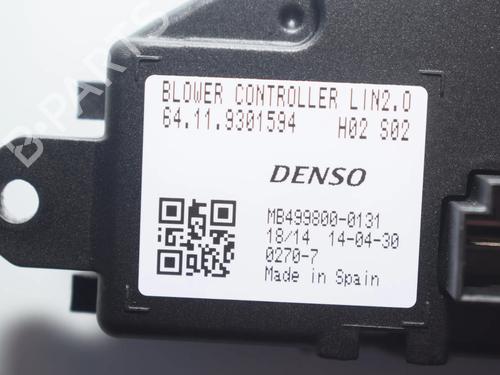 BLOWER CONTROLLER LIN2.0
64.11.9301594 H02 S02
DENSO
MB499800-0131
18/14 14-04-30
0270-7
Made in Spain
B-PARTS